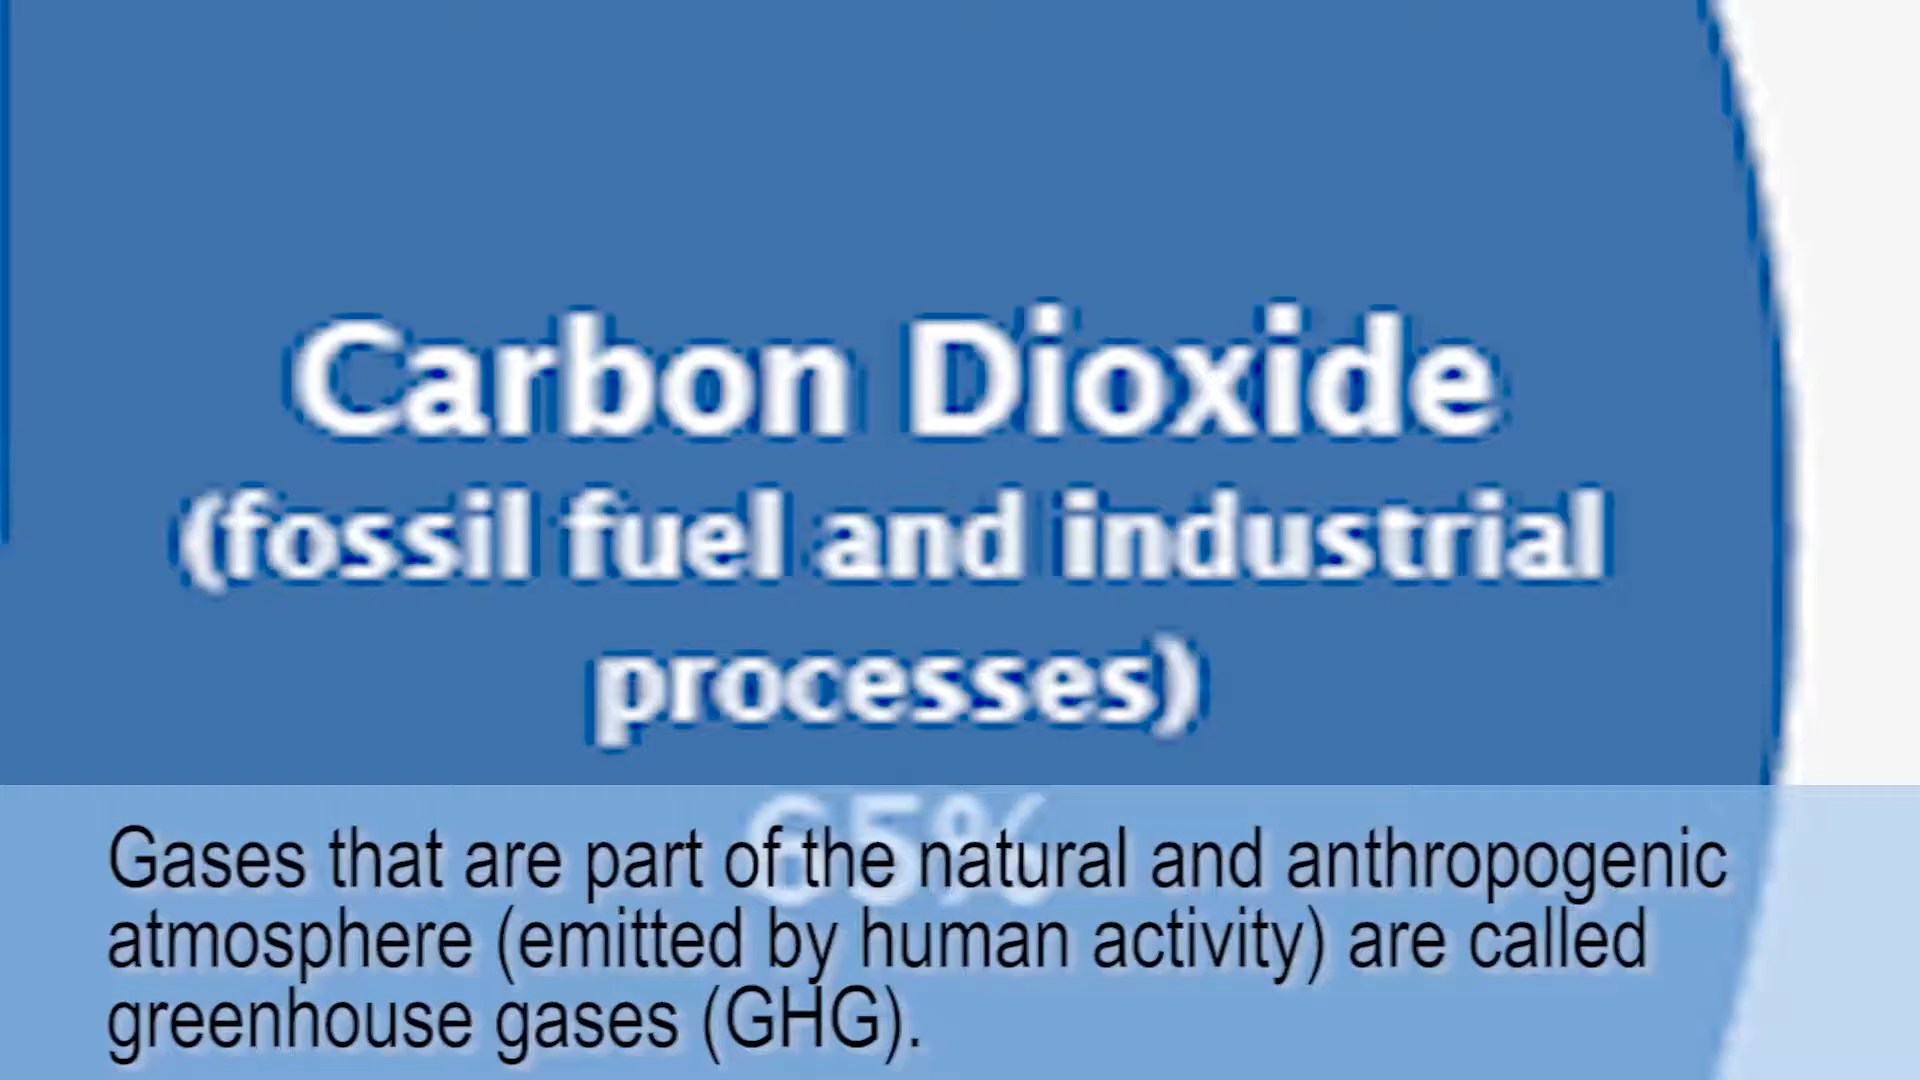 Carbon Dioxide
(fossil fuel and industrial
processes)
65%
Gases that are part of the natural and anthropogenic
atmosphere (emitted by human activity) are called
greenhouse gases (GHG).